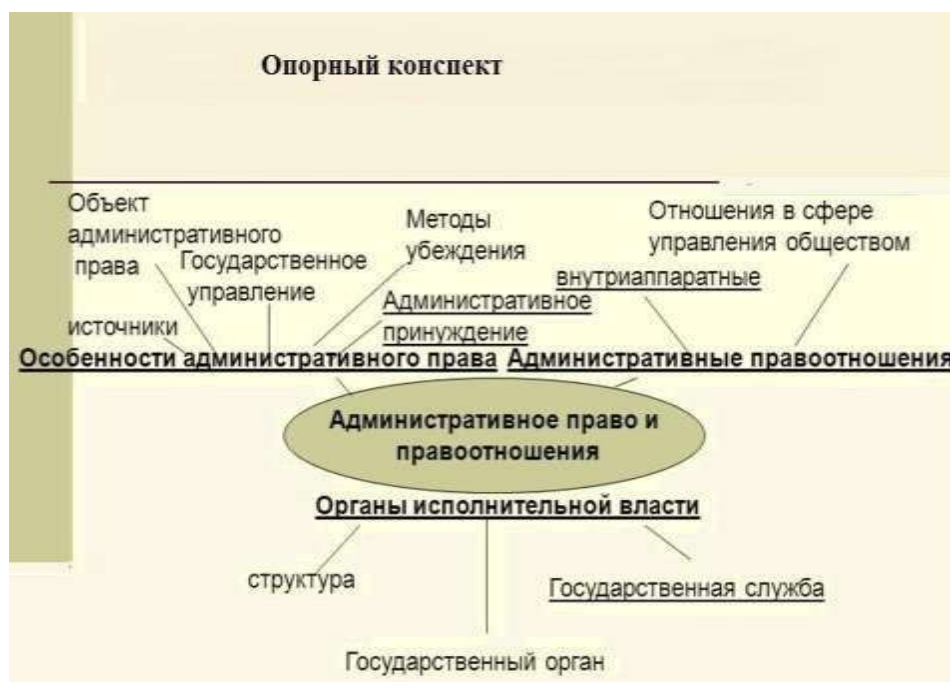 Опорный конспект
Объект
административного
права
Государственное
управление
источники
Методы
убеждения
Административное
принуждение
Отношения в сфере
управления обществом
внутриаппаратные
Особенности административного права
Административные правоотношения
Административное право и
правоотношения
Органы исполнительной власти
структура
Государственная служба
Государственный орган